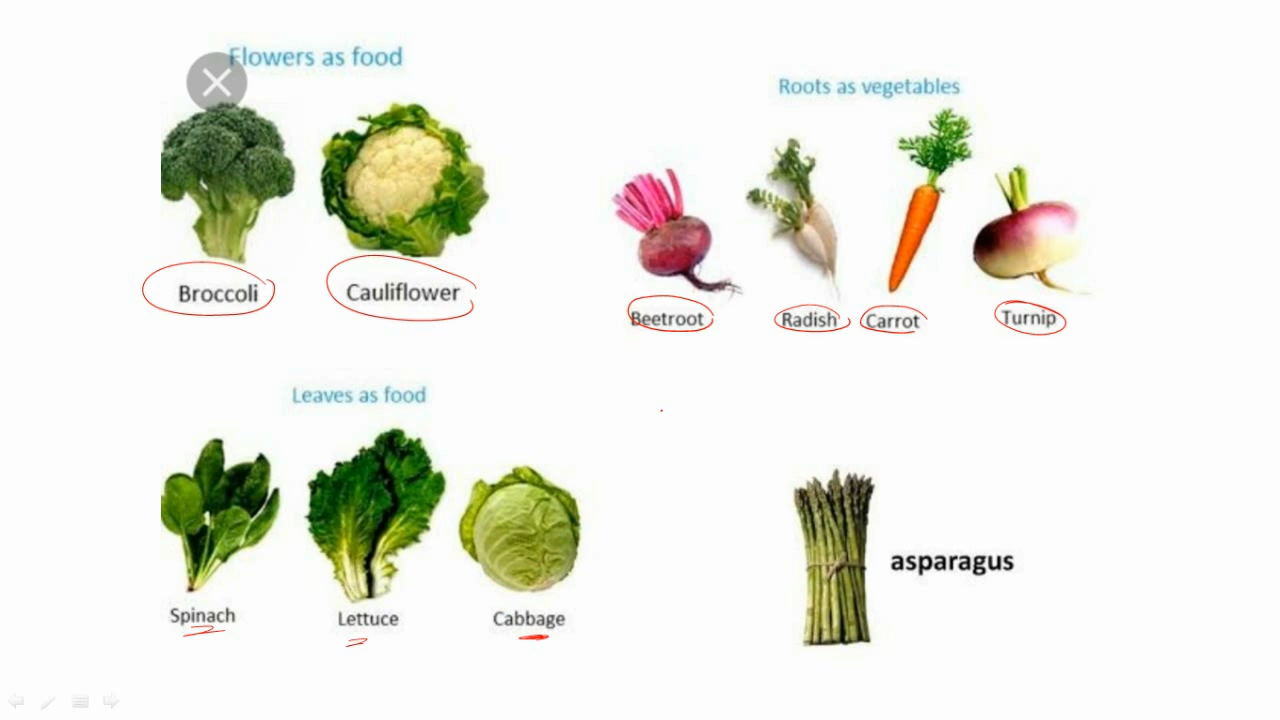 Flowers as food
Broccoli
Cauliflower
Roots as vegetables
Beetroot
Radish
Carrot
Turnip
Leaves as food
Spinach
Lettuce
Cabbage
asparagus